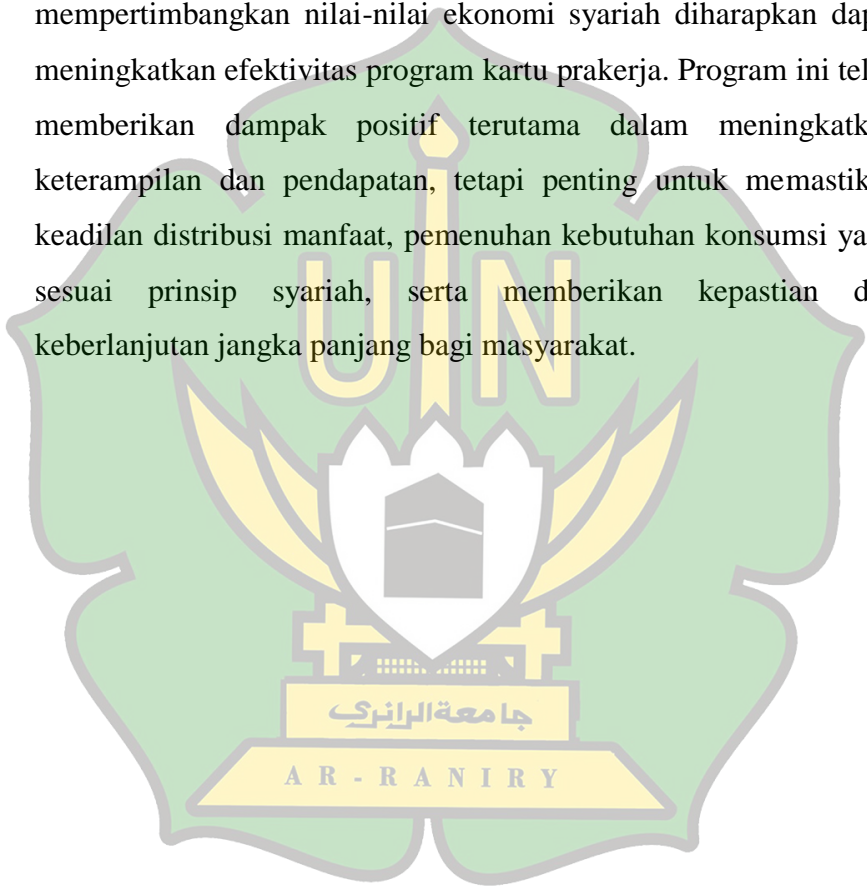 mempertimbangkan nilai-nilai ekonomi syariah diharapkan dap
meningkatkan efektivitas program kartu prakerja. Program ini tel
memberikan dampak positif terutama dalam meningkatk
keterampilan dan pendapatan, tetapi penting untuk memastik
keadilan distribusi manfaat, pemenuhan kebutuhan konsumsi ya
sesuai prinsip syariah, serta memberikan kepastian d
keberlanjutan jangka panjang bagi masyarakat.
UIN
جامعة الرانري
AR-RANIRY